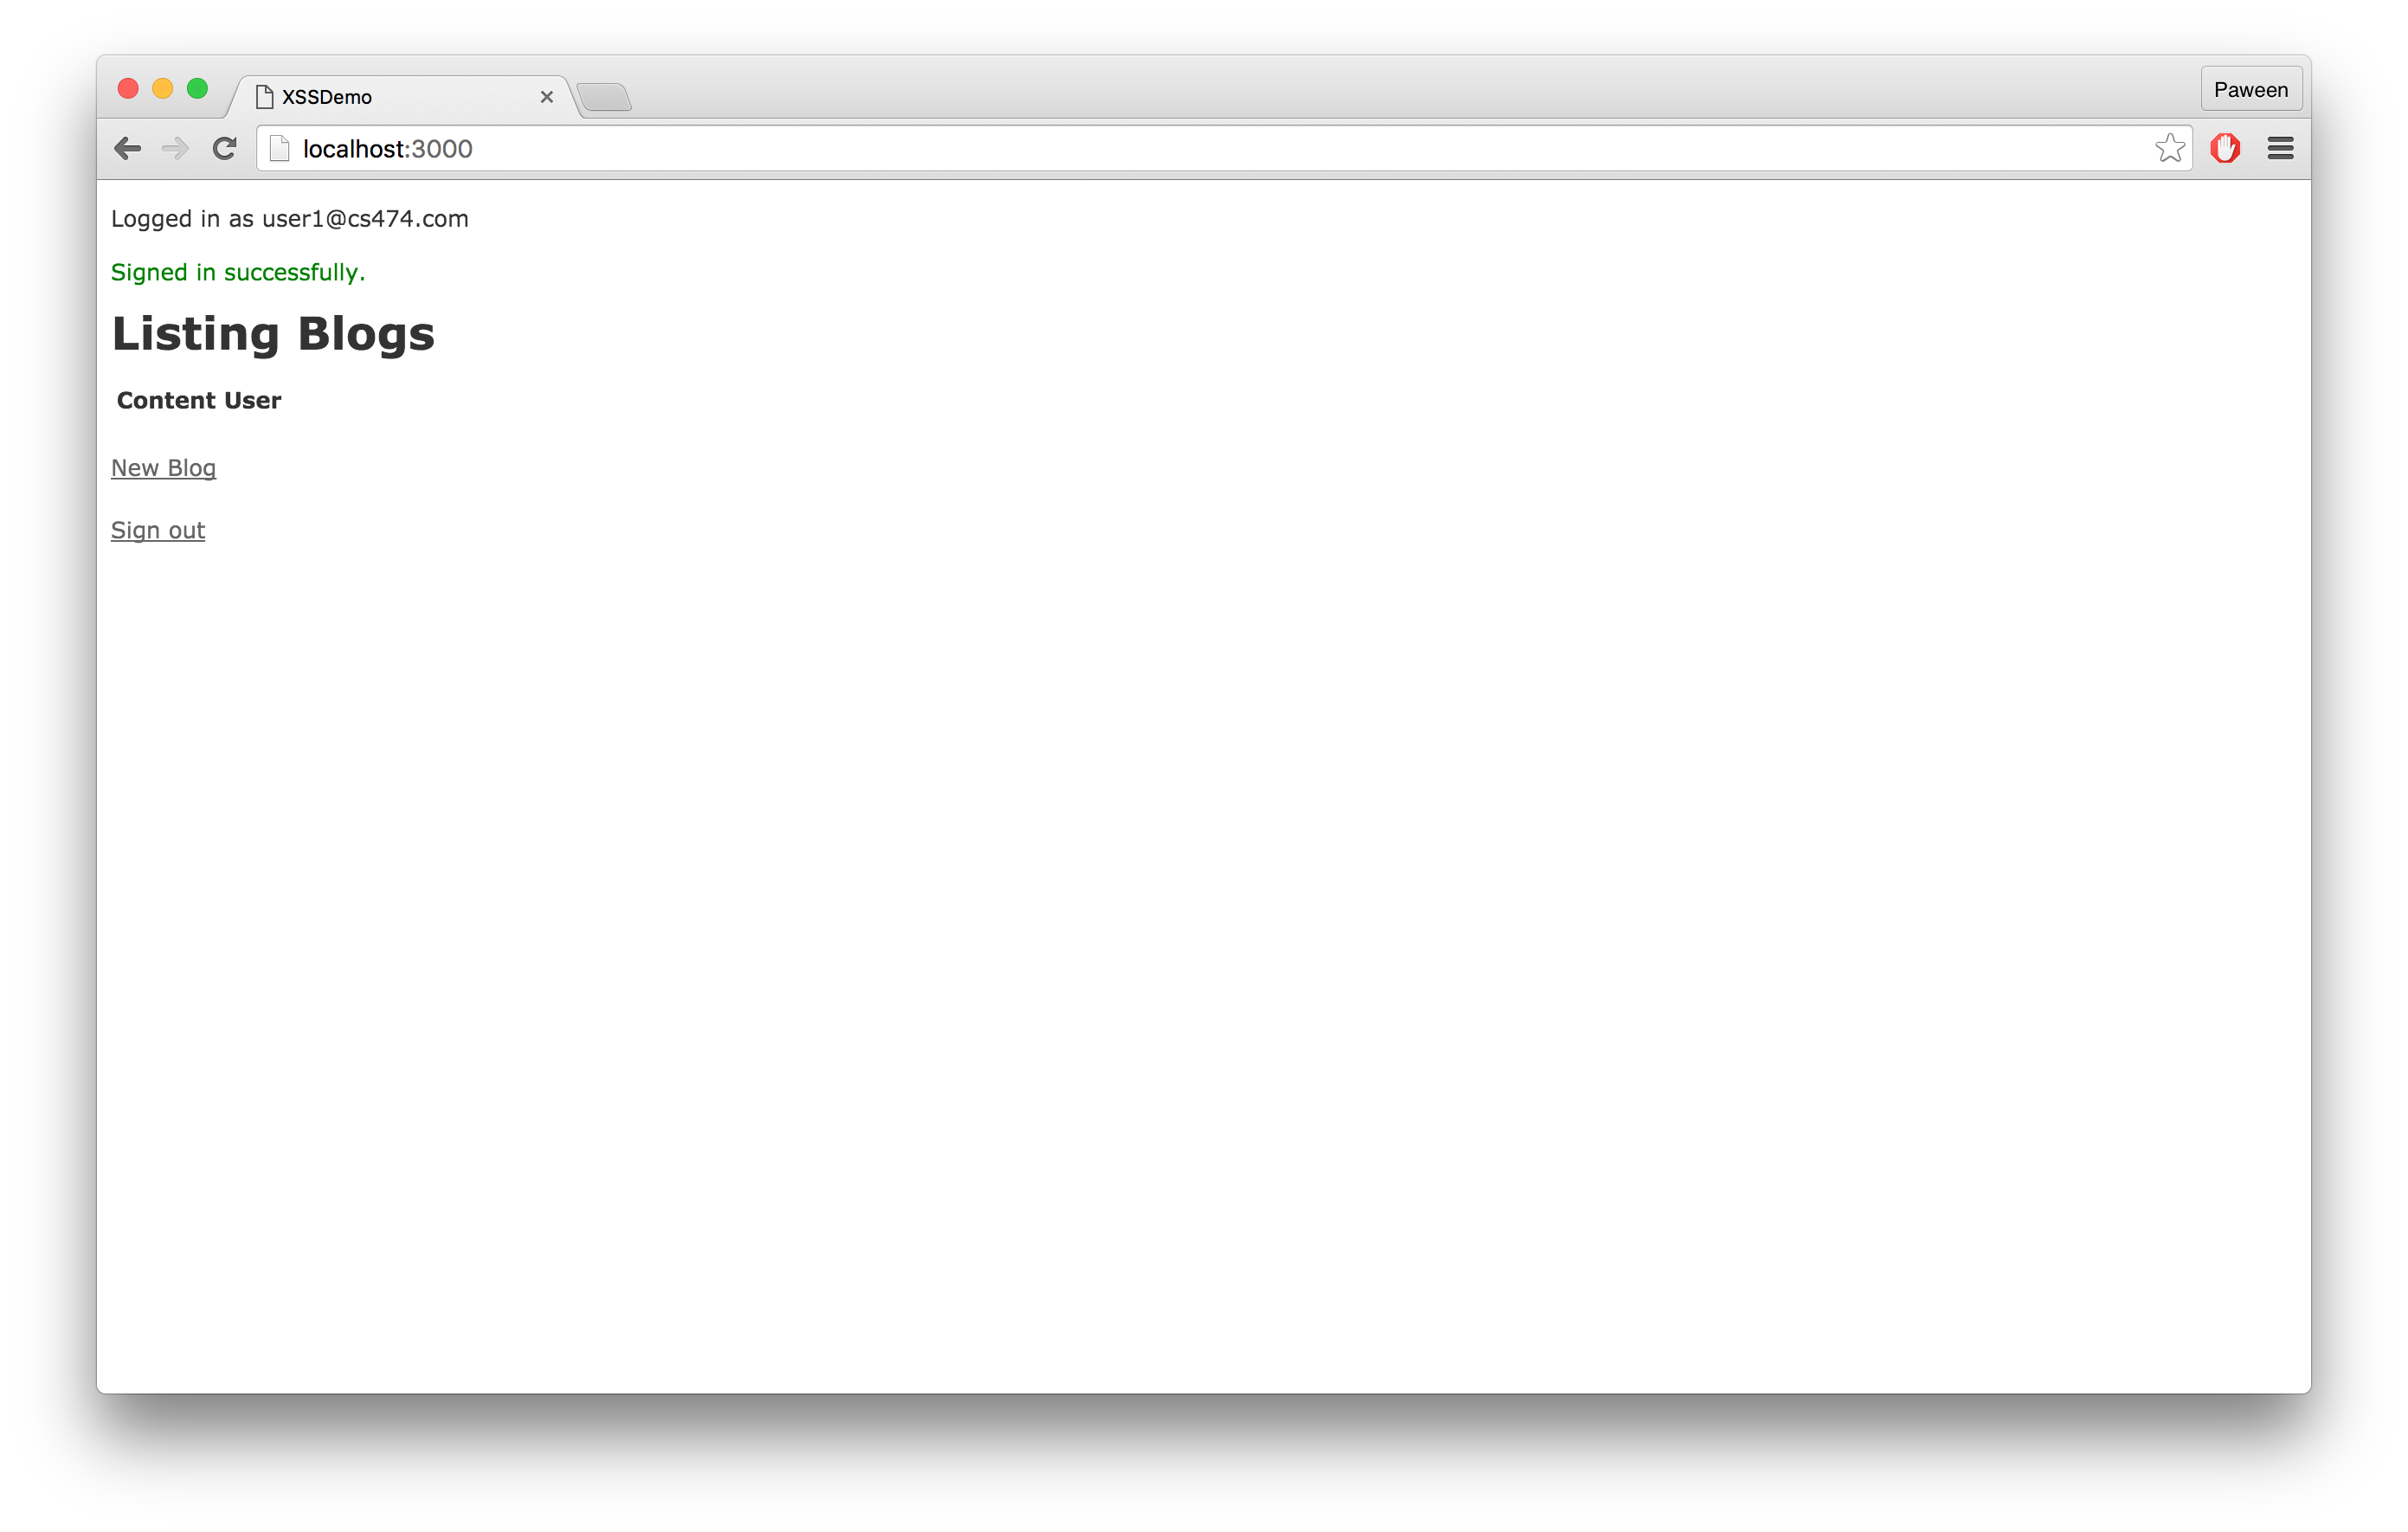 XSSDemo
Paween
localhost:3000
Logged in as user1@cs474.com
Signed in successfully.
Listing Blogs
Content User
New Blog
Sign out